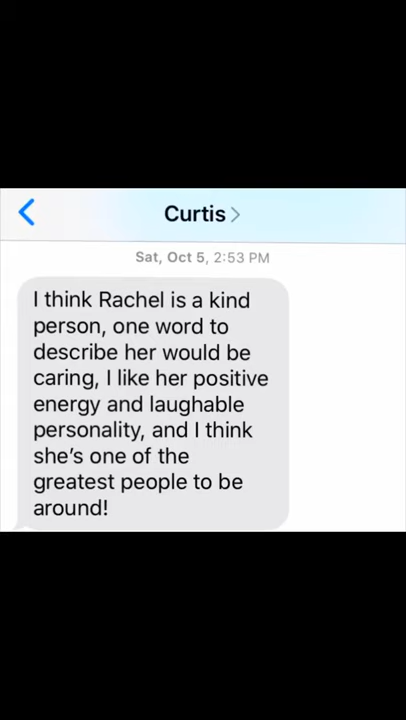 Curtis
Sat, Oct 5, 2:53 PM
I think Rachel is a kind
person, one word to
describe her would be
caring, I like her positive
energy and laughable
personality, and I think
she’s one of the
greatest people to be
around!